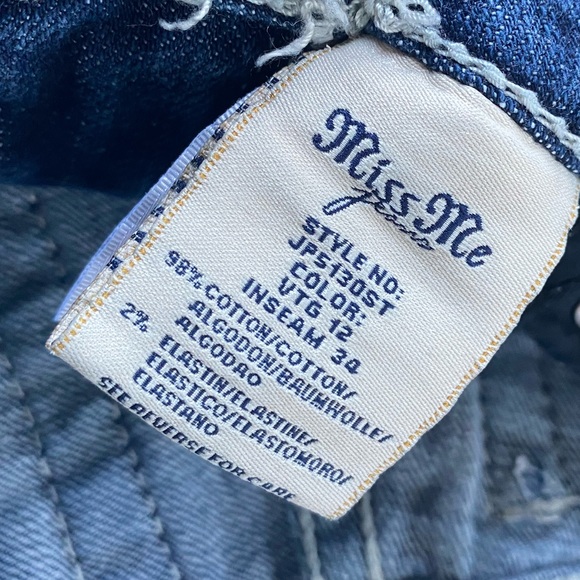 Miss Me
jeans
STYLE NO:
JP5130ST
COLOR:
VTG 12
INSEAM 34
98% COTTON/COTTON/
ALGODON/BAUMWOLLE/
ALGODAO
2% ELASTIN/ELASTINE/
ELASTICO/ELASTOMORO/
ELASTANO
SEE REVERSE FOR CARE